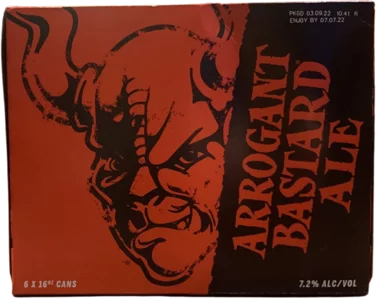 PKGD 03.09.22 10:41 R
ENJOY BY 07.07.22
ARROGANT
BASTARD
ALE
6 X 16OZ CANS
7.2% ALC/VOL